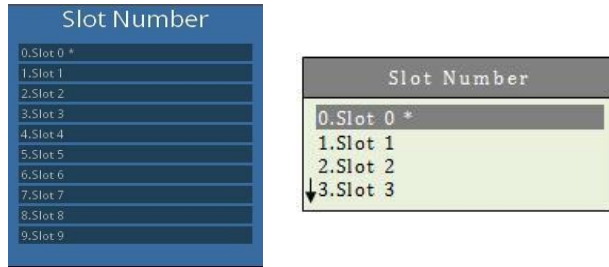 Slot Number
0.Slot 0 *
1.Slot 1
2.Slot 2
3.Slot 3
4.Slot 4
5.Slot 5
6.Slot 6
7.Slot 7
8.Slot 8
9.Slot 9
Slot Number
0.Slot 0 *
1.Slot 1
2.Slot 2
3.Slot 3